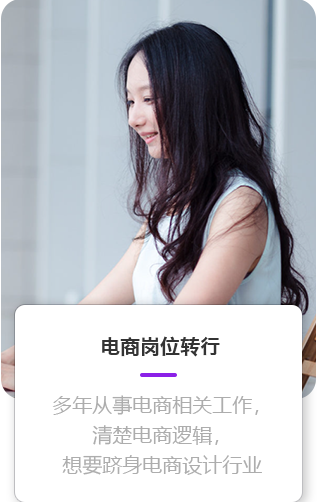 电商岗位转行
多年从事电商相关工作，
清楚电商逻辑，
想要跻身电商设计行业